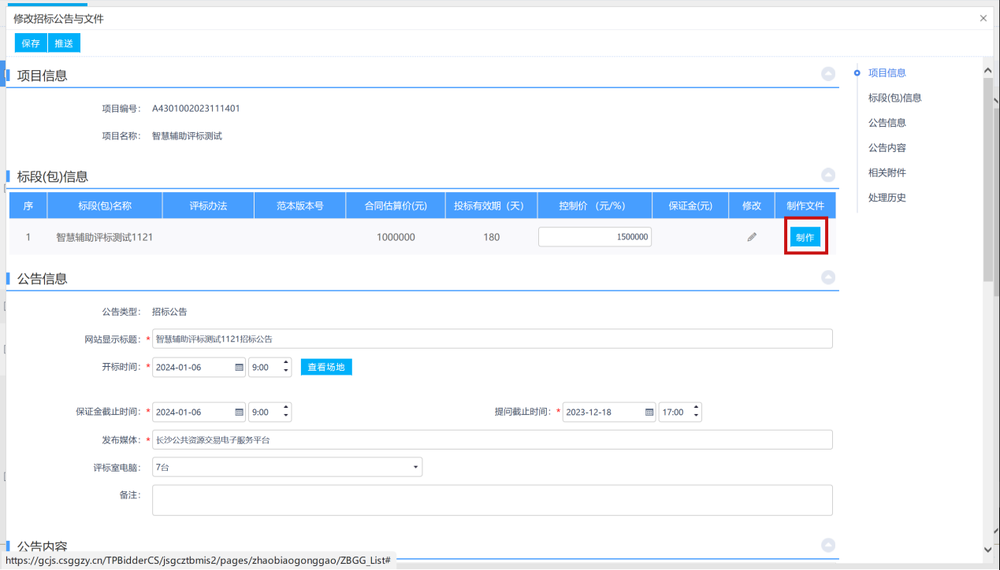 修改招标公告与文件
保存 推送
项目信息
项目编号： A4301002023111401
项目名称： 智慧辅助评标测试
标段(包)信息
序 标段(包)名称 评标办法 范本版本号 合同估算价(元) 投标有效期（天） 控制价 （元/%） 保证金(元) 修改 制作文件
1 智慧辅助评标测试1121 1000000 180 1500000 制作
公告信息
公告类型： 招标公告
网站显示标题： * 智慧辅助评标测试1121招标公告
开标时间： * 2024-01-06 9:00 查看场地
保证金截止时间： * 2024-01-06 9:00 提问截止时间： * 2023-12-18 17:00
发布媒体： * 长沙公共资源交易电子服务平台
评标室电脑： 7台
备注：
公告内容
项目信息
标段(包)信息
公告信息
公告内容
相关附件
处理历史
https://gcjs.csggzy.cn/TPBidderCS/jsgcztbmis2/pages/zhaobiaogonggao/ZBGG_List#